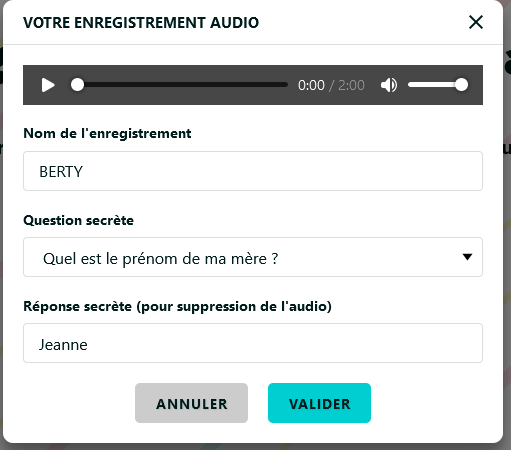 VOTRE ENREGISTREMENT AUDIO
0:00 / 2:00
Nom de l'enregistrement
BERTY
Question secrète
Quel est le prénom de ma mère ?
Réponse secrète (pour suppression de l'audio)
Jeanne
ANNULER VALIDER